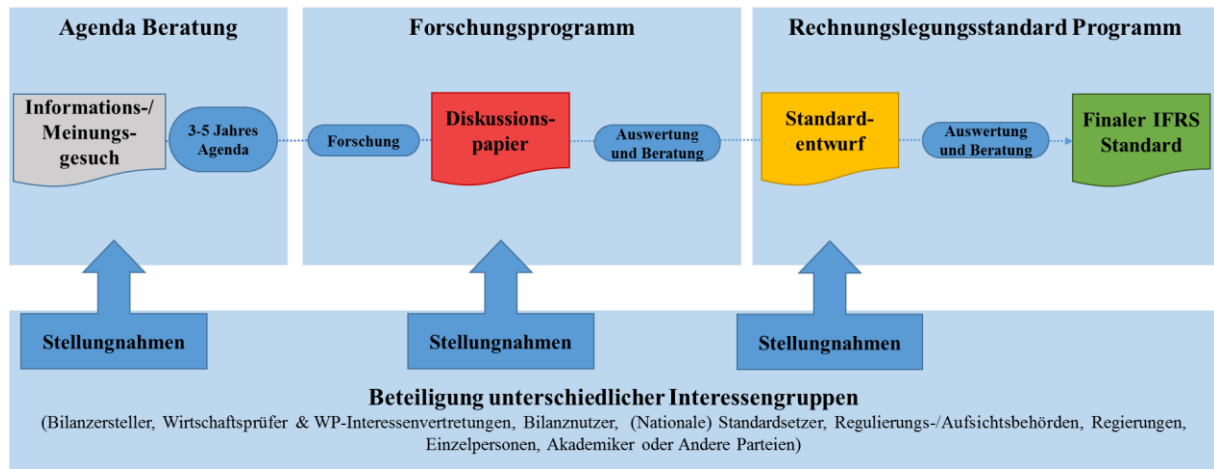 Agenda Beratung
Informations-/
Meinungs-
gesuch
3-5 Jahres
Agenda
Forschungsprogramm
Forschung
Diskussions-
papier
Auswertung
und Beratung
Rechnungslegungsstandard Programm
Standard-
entwurf
Auswertung
und Beratung
Finaler IFRS
Standard
Stellungnahmen
Stellungnahmen
Stellungnahmen
Beteiligung unterschiedlicher Interessengruppen
(Bilanzersteller, Wirtschaftsprüfer & WP-Interessenvertretungen, Bilanznutzer, (Nationale) Standardsetzer, Regulierungs-/Aufsichtsbehörden, Regierungen,
Einzelpersonen, Akademiker oder Andere Parteien)